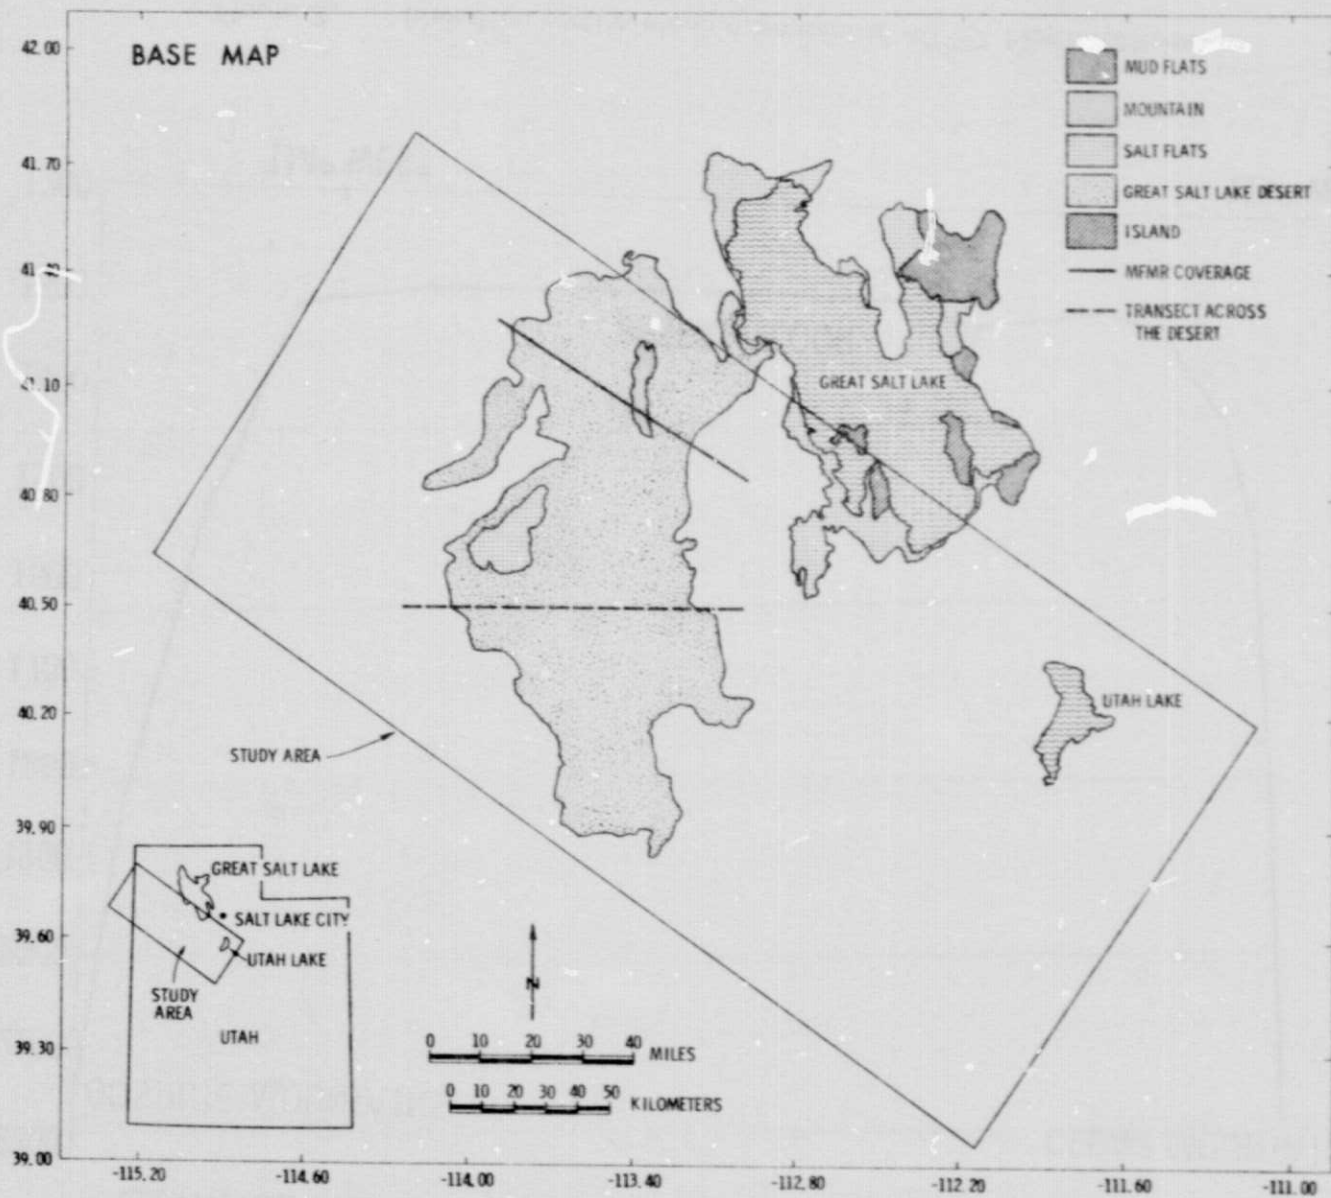 BASE MAP
42.00
41.70
41.10
40.80
40.50
40.20
39.90
39.60
39.30
39.00
MUD FLATS
MOUNTAIN
SALT FLATS
GREAT SALT LAKE DESERT
ISLAND
MFMR COVERAGE
TRANSECT ACROSS
THE DESERT
GREAT SALT LAKE
UTAH LAKE
STUDY AREA
GREAT SALT LAKE
SALT LAKE CITY
UTAH LAKE
STUDY
AREA
UTAH
N
0 10 20 30 40
MILES
0 10 20 30 40 50
KILOMETERS
-115.20 -114.60 -114.00 -113.40 -112.80 -112.20 -111.60 -111.00